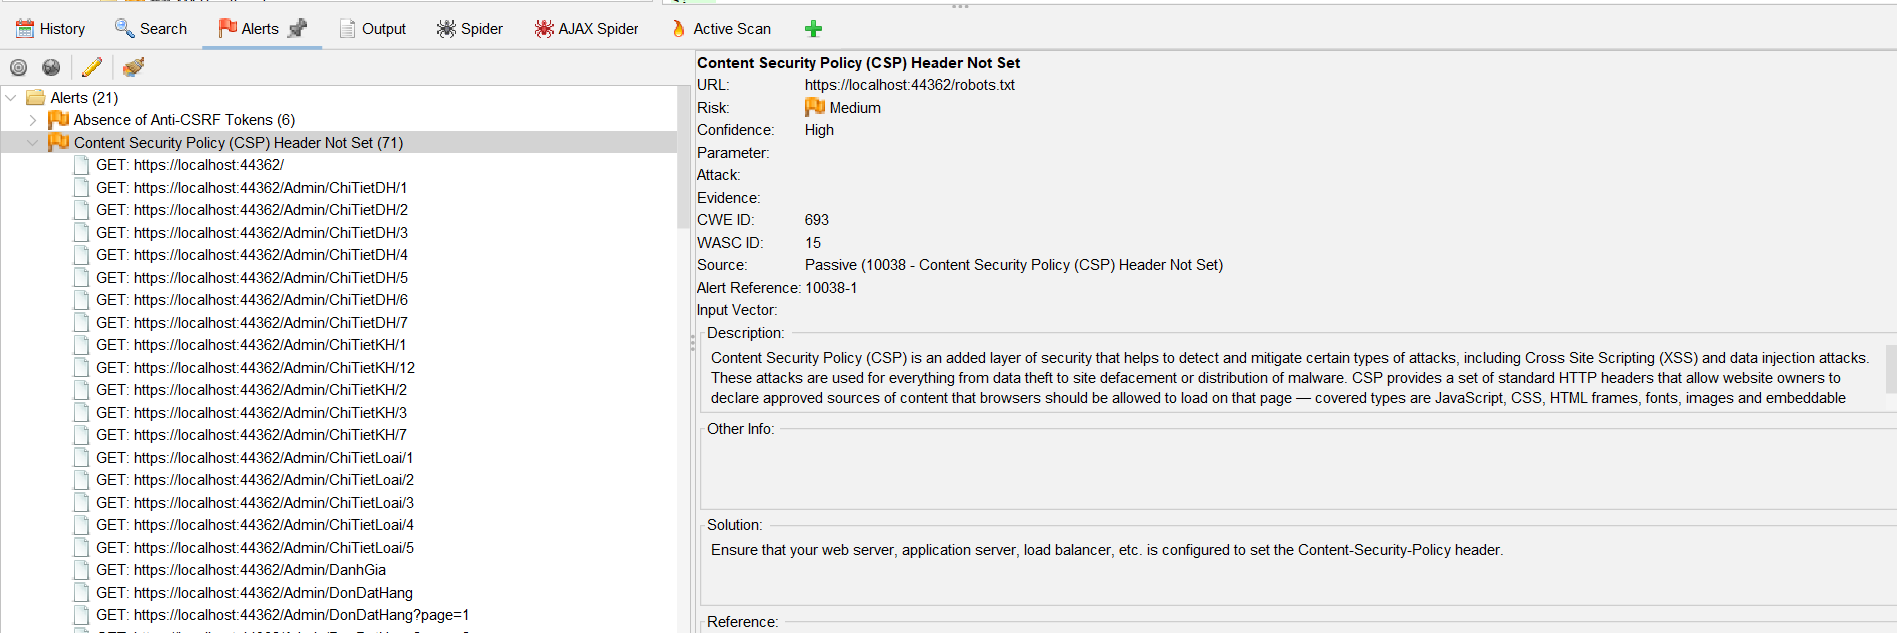 History Search Alerts Output Spider AJAX Spider Active Scan
Alerts (21)
Absence of Anti-CSRF Tokens (6)
Content Security Policy (CSP) Header Not Set (71)
GET: https://localhost:44362/
GET: https://localhost:44362/Admin/ChiTietDH/1
GET: https://localhost:44362/Admin/ChiTietDH/2
GET: https://localhost:44362/Admin/ChiTietDH/3
GET: https://localhost:44362/Admin/ChiTietDH/4
GET: https://localhost:44362/Admin/ChiTietDH/5
GET: https://localhost:44362/Admin/ChiTietDH/6
GET: https://localhost:44362/Admin/ChiTietDH/7
GET: https://localhost:44362/Admin/ChiTietKH/1
GET: https://localhost:44362/Admin/ChiTietKH/12
GET: https://localhost:44362/Admin/ChiTietKH/2
GET: https://localhost:44362/Admin/ChiTietKH/3
GET: https://localhost:44362/Admin/ChiTietKH/7
GET: https://localhost:44362/Admin/ChiTietLoai/1
GET: https://localhost:44362/Admin/ChiTietLoai/2
GET: https://localhost:44362/Admin/ChiTietLoai/3
GET: https://localhost:44362/Admin/ChiTietLoai/4
GET: https://localhost:44362/Admin/ChiTietLoai/5
GET: https://localhost:44362/Admin/DanhGia
GET: https://localhost:44362/Admin/DonDatHang
GET: https://localhost:44362/Admin/DonDatHang?page=1
Content Security Policy (CSP) Header Not Set
URL: https://localhost:44362/robots.txt
Risk: Medium
Confidence: High
Parameter:
Attack:
Evidence:
CWE ID: 693
WASC ID: 15
Source: Passive (10038 - Content Security Policy (CSP) Header Not Set)
Alert Reference: 10038-1
Input Vector:
Description:
Content Security Policy (CSP) is an added layer of security that helps to detect and mitigate certain types of attacks, including Cross Site Scripting (XSS) and data injection attacks.
These attacks are used for everything from data theft to site defacement or distribution of malware. CSP provides a set of standard HTTP headers that allow website owners to
declare approved sources of content that browsers should be allowed to load on that page — covered types are JavaScript, CSS, HTML frames, fonts, images and embeddable
Other Info:
Solution:
Ensure that your web server, application server, load balancer, etc. is configured to set the Content-Security-Policy header.
Reference: